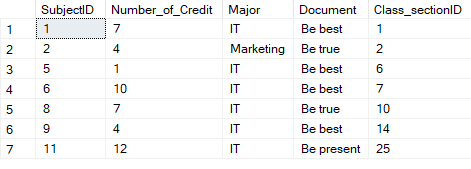 SubjectID Number_of_Credit Major Document Class_sectionID
1 1 7 IT Be best 1
2 2 4 Marketing Be true 2
3 5 1 IT Be best 6
4 6 10 IT Be best 7
5 8 7 IT Be true 10
6 9 4 IT Be best 14
7 11 12 IT Be present 25